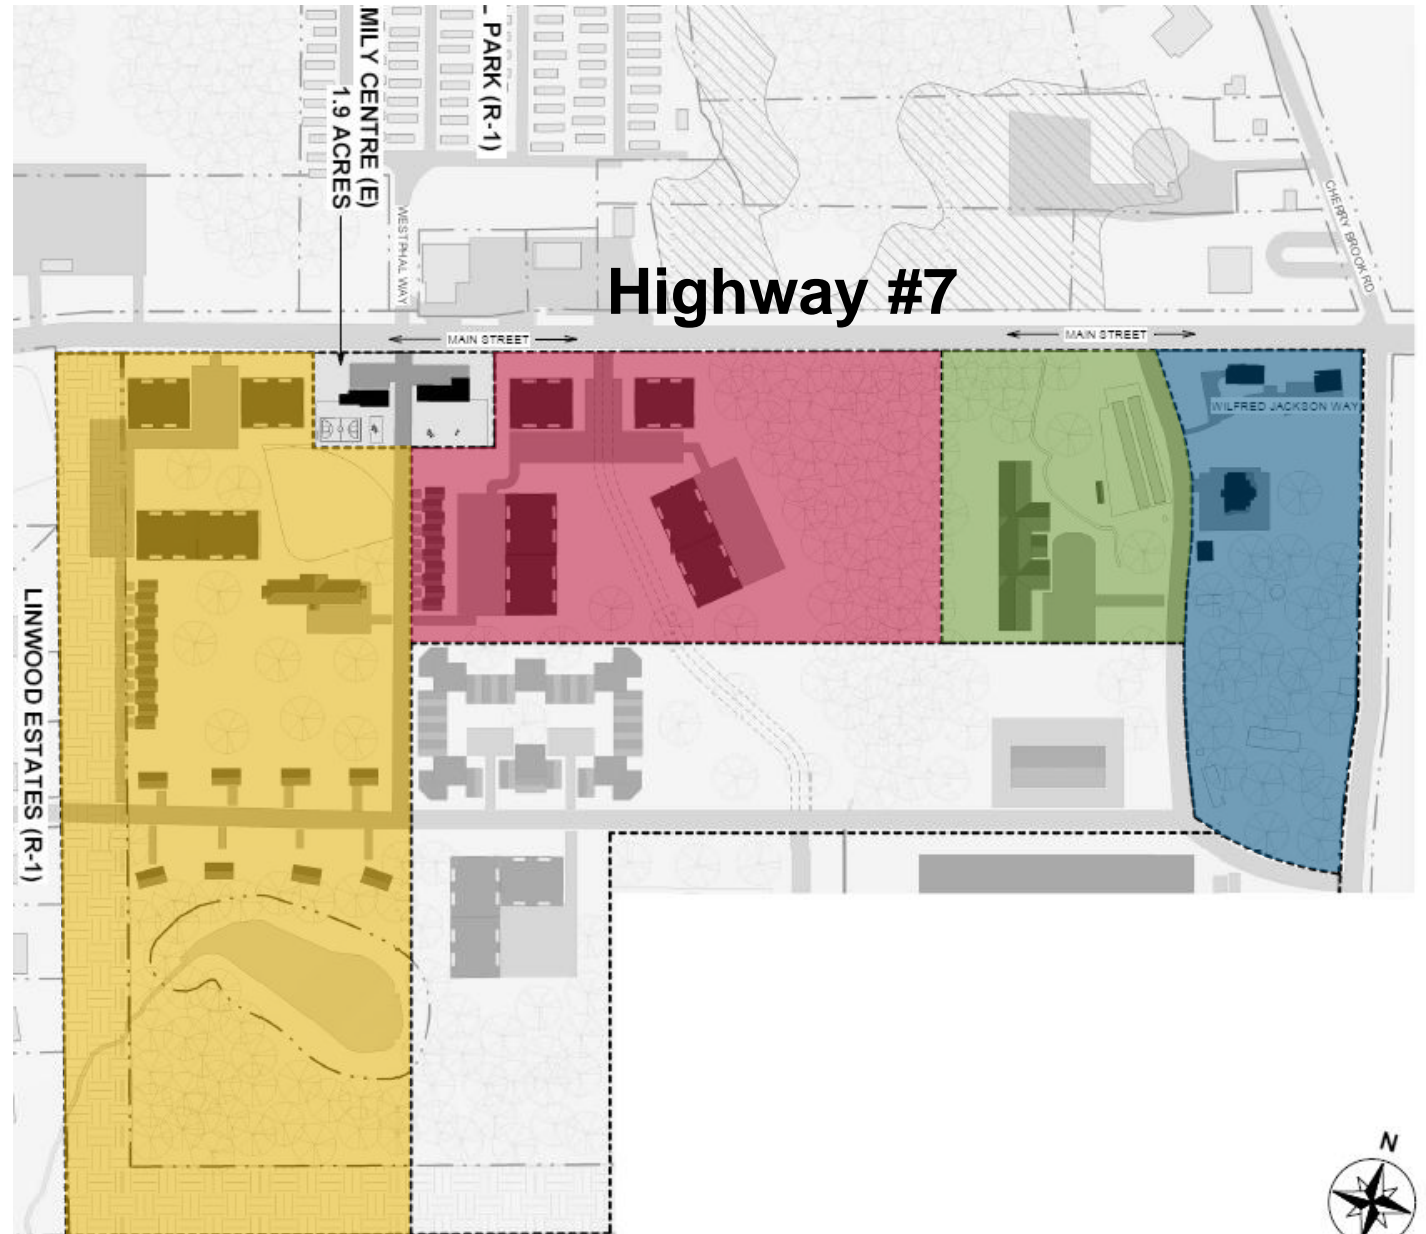 MILY CENTRE (E)
1.9 ACRES
L PARK (R-1)
WESTPHAL WAY
CHERRY BROOK RD
Highway #7
MAIN STREET
MAIN STREET
WILFRED JACKSON WAY
LINWOOD ESTATES (R-1)
N